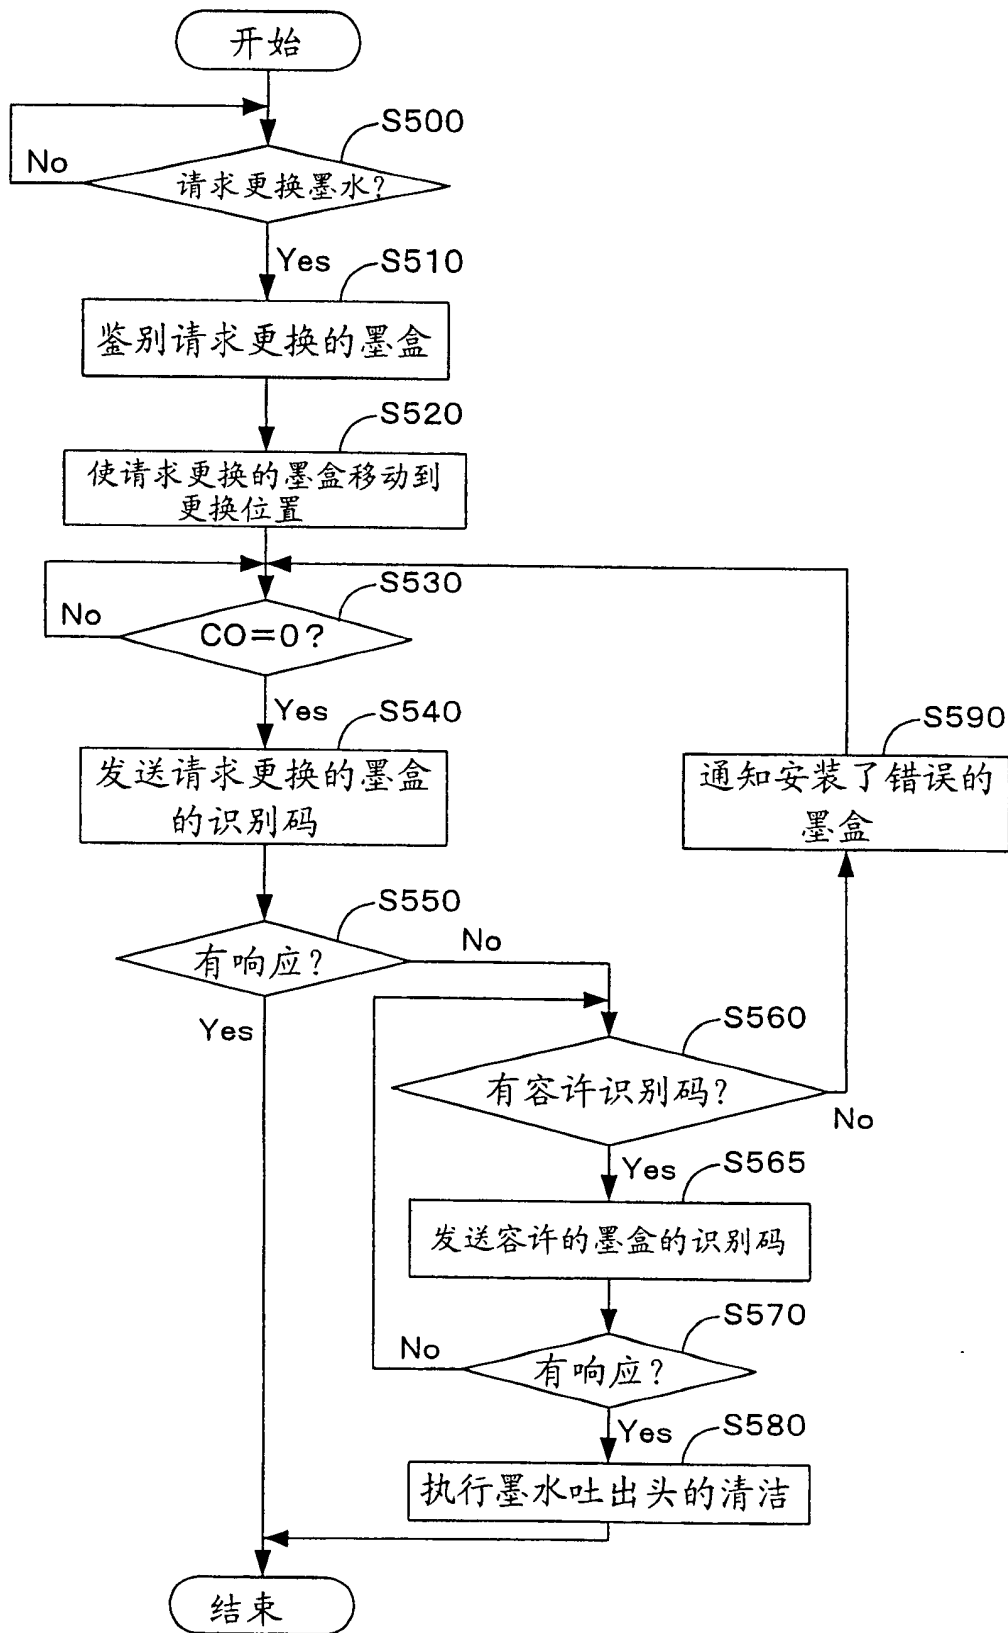 开始
S500
No
请求更换墨水?
Yes
S510
鉴别请求更换的墨盒
S520
使请求更换的墨盒移动到
更换位置
S530
No
CO=0?
Yes
S540
S590
发送请求更换的墨盒
的识别码
通知安装了错误的
墨盒
S550
有响应?
No
Yes
S560
有容许识别码?
No
Yes
S565
发送容许的墨盒的识别码
S570
No
有响应?
Yes
S580
执行墨水吐出头的清洁
结束